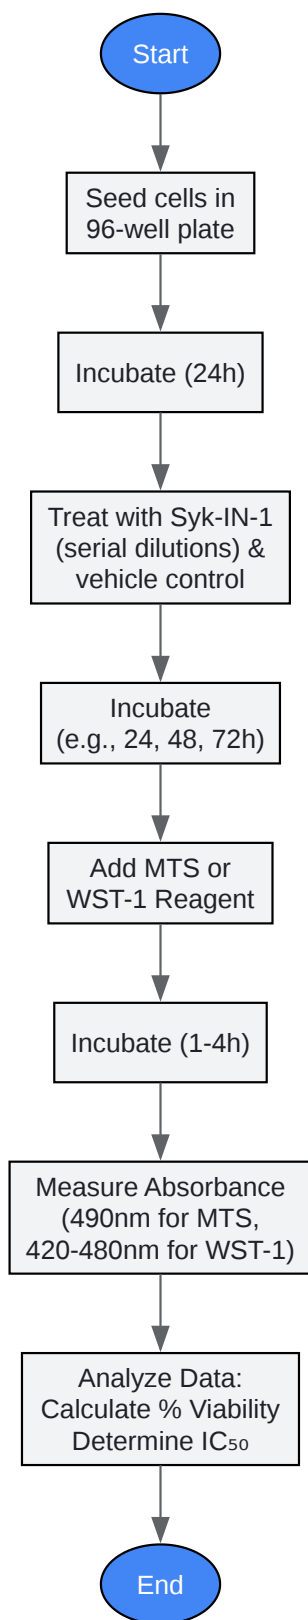 Start
Seed cells in
96-well plate
Incubate (24h)
Treat with Syk-IN-1
(serial dilutions) &
vehicle control
Incubate
(e.g., 24, 48, 72h)
Add MTS or
WST-1 Reagent
Incubate (1-4h)
Measure Absorbance
(490nm for MTS,
420-480nm for WST-1)
Analyze Data:
Calculate % Viability
Determine IC₅₀
End